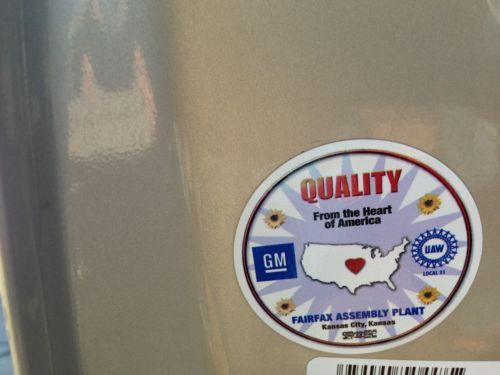 QUALITY
From the Heart
of America
GM
UAW
LOCAL 31
FAIRFAX ASSEMBLY PLANT
Kansas City, Kansas